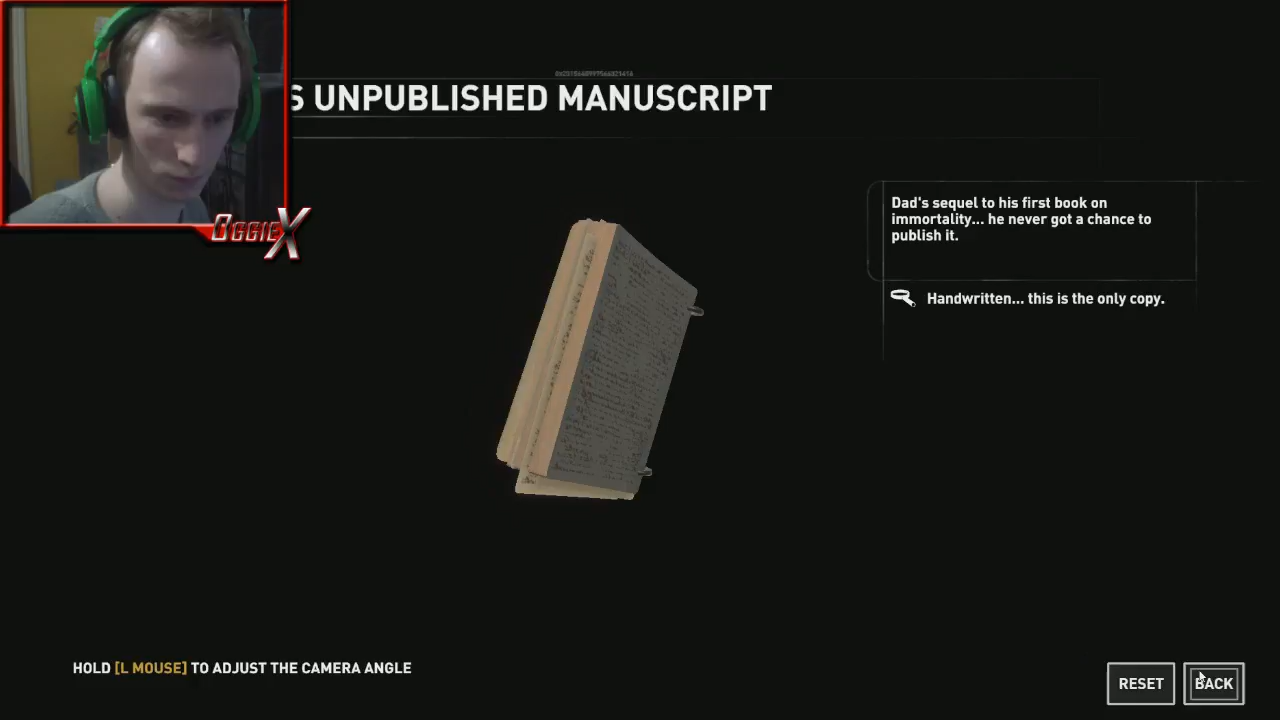 S UNPUBLISHED MANUSCRIPT
OGGIEX
Dad's sequel to his first book on
immortality... he never got a chance to
publish it.
Handwritten... this is the only copy.
HOLD [L MOUSE] TO ADJUST THE CAMERA ANGLE
RESET
BACK